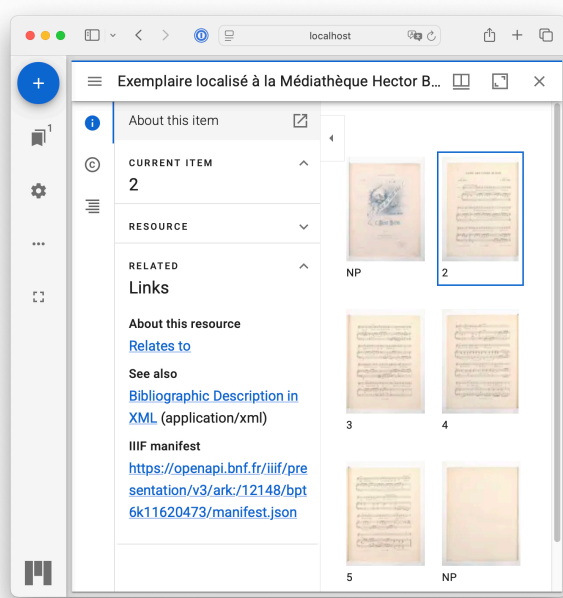 localhost
Exemplaire localisé à la Médiathèque Hector B...
1
About this item
CURRENT ITEM
2
RESOURCE
RELATED
Links
About this resource
Relates to
See also
Bibliographic Description in
XML (application/xml)
IIIF manifest
https://openapi.bnf.fr/iiif/pre
sentation/v3/ark:/12148/bpt
6k11620473/manifest.json
NP
2
3
4
5
NP